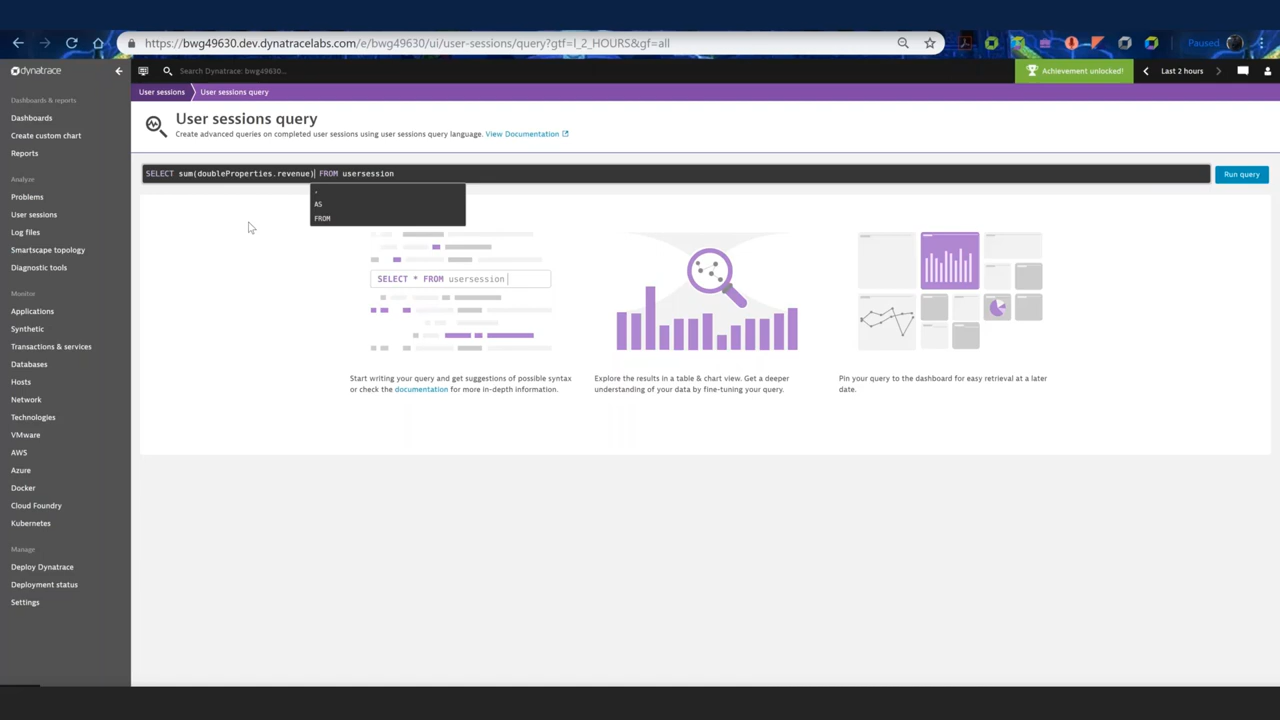 https://bwg49630.dev.dynatracelabs.com/e/bwg49630/ui/user-sessions/query?gtf=l_2_HOURS&gf=all
Paused
dynatrace
Search Dynatrace: bwg49630...
Achievement unlocked!
Last 2 hours
User sessions
User sessions query
User sessions query
Create advanced queries on completed user sessions using user sessions query language. View Documentation
SELECT sum(doubleProperties.revenue) FROM usersession
Run query
,
AS
FROM
SELECT * FROM usersession
Start writing your query and get suggestions of possible syntax
or check the documentation for more in-depth information.
Explore the results in a table & chart view. Get a deeper
understanding of your data by fine-tuning your query.
Pin your query to the dashboard for easy retrieval at a later
date.
Dashboards & reports
Dashboards
Create custom chart
Reports
Analyze
Problems
User sessions
Log files
Smartscape topology
Diagnostic tools
Monitor
Applications
Synthetic
Transactions & services
Databases
Hosts
Network
Technologies
VMware
AWS
Azure
Docker
Cloud Foundry
Kubernetes
Manage
Deploy Dynatrace
Deployment status
Settings